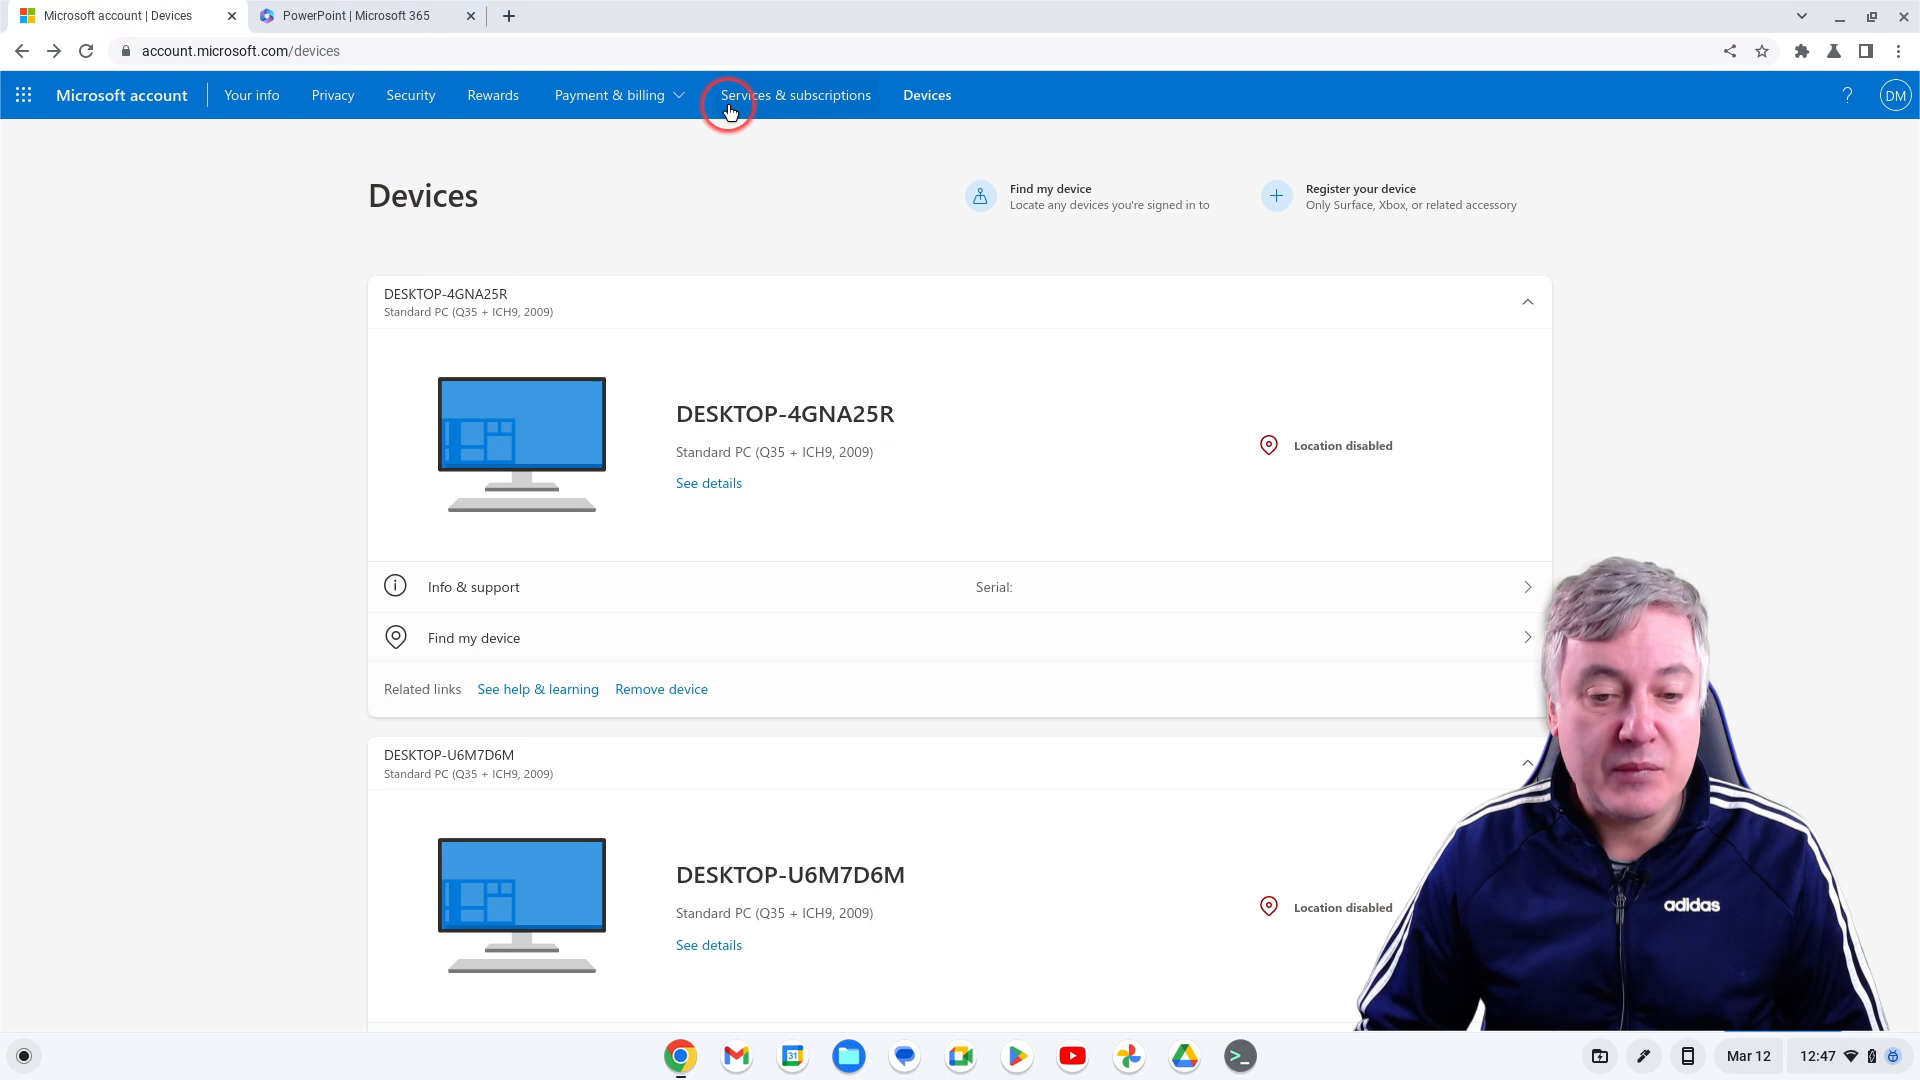 Microsoft account | Devices
PowerPoint | Microsoft 365
account.microsoft.com/devices
Microsoft account
Your info
Privacy
Security
Rewards
Payment & billing
Services & subscriptions
Devices
?
DM
Devices
Find my device
Locate any devices you're signed in to
Register your device
Only Surface, Xbox, or related accessory
DESKTOP-4GNA25R
Standard PC (Q35 + ICH9, 2009)
DESKTOP-4GNA25R
Standard PC (Q35 + ICH9, 2009)
See details
Location disabled
Info & support
Serial:
Find my device
Related links
See help & learning
Remove device
DESKTOP-U6M7D6M
Standard PC (Q35 + ICH9, 2009)
DESKTOP-U6M7D6M
Standard PC (Q35 + ICH9, 2009)
See details
Location disabled
adidas
31
Mar 12
12:47